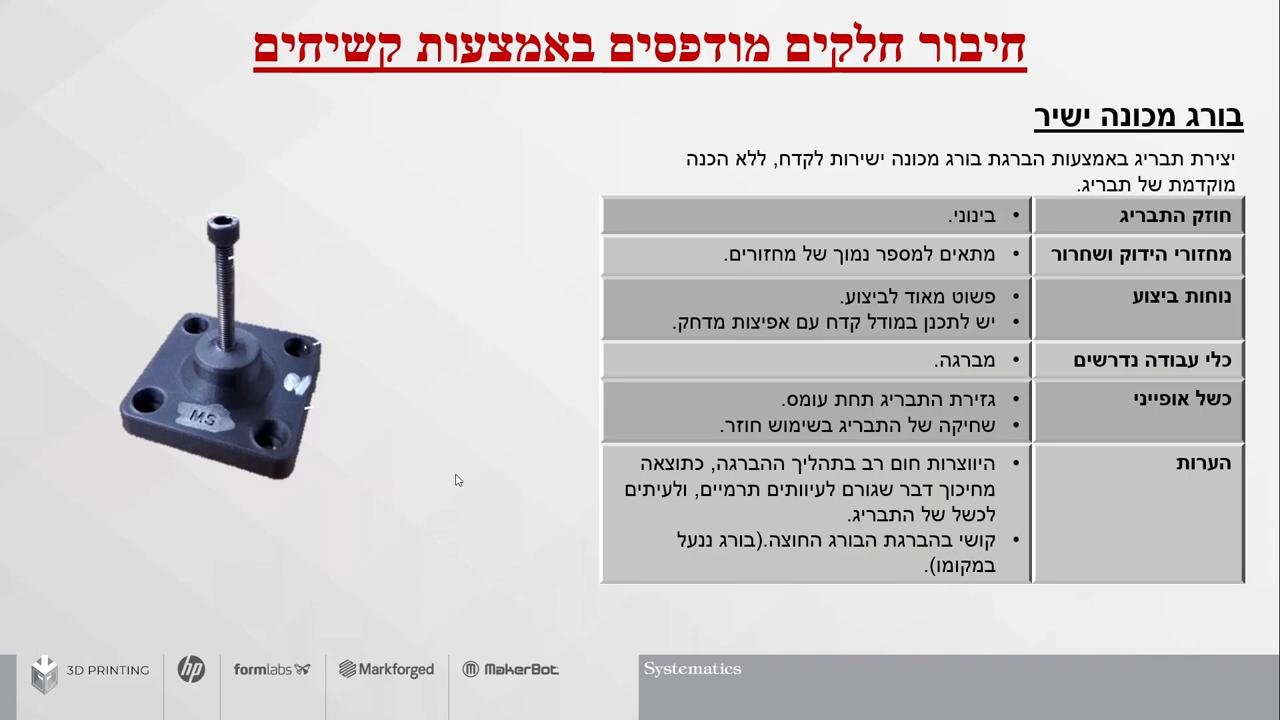 חיבור חלקים מודפסים באמצעות קשיחים
בורג מכונה ישיר
יצירת תבריג באמצעות הברגת בורג מכונה ישירות לקדח, ללא הכנה
מוקדמת של תבריג.
חוזק התבריג
• בינוני.
מחזורי הידוק ושחרור
• מתאים למספר נמוך של מחזורים.
נוחות ביצוע
• פשוט מאוד לביצוע.
• יש לתכנן במודל קדח עם אפיצות מדחק.
כלי עבודה נדרשים
• מברגה.
כשל אופייני
• גזירת התבריג תחת עומס.
• שחיקה של התבריג בשימוש חוזר.
הערות
• היווצרות חום רב בתהליך ההברגה, כתוצאה
מחיכוך דבר שגורם לעיוותים תרמיים, ולעיתים
לכשל של התבריג.
• קושי בהברגת הבורג החוצה.(בורג ננעל
במקומו).
MS
3D PRINTING
hp
formlabs
Markforged
MakerBot.
Systematics